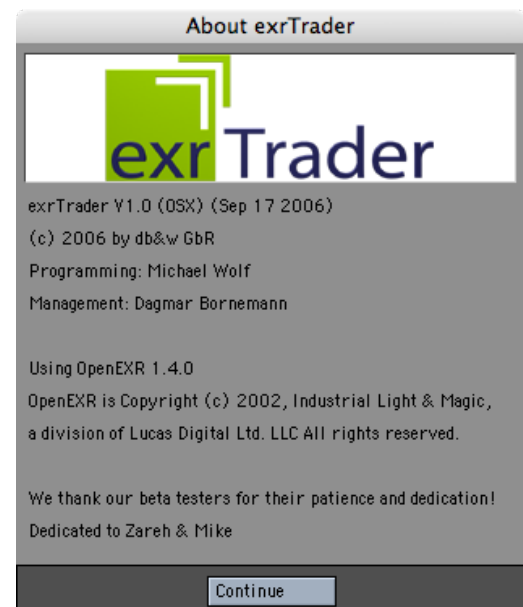 About exrTrader
exrTrader
exrTrader V1.0 (OSX) (Sep 17 2006)
(c) 2006 by db&w GbR
Programming: Michael Wolf
Management: Dagmar Bornemann
Using OpenEXR 1.4.0
OpenEXR is Copyright (c) 2002, Industrial Light & Magic,
a division of Lucas Digital Ltd. LLC All rights reserved.
We thank our beta testers for their patience and dedication!
Dedicated to Zareh & Mike
Continue